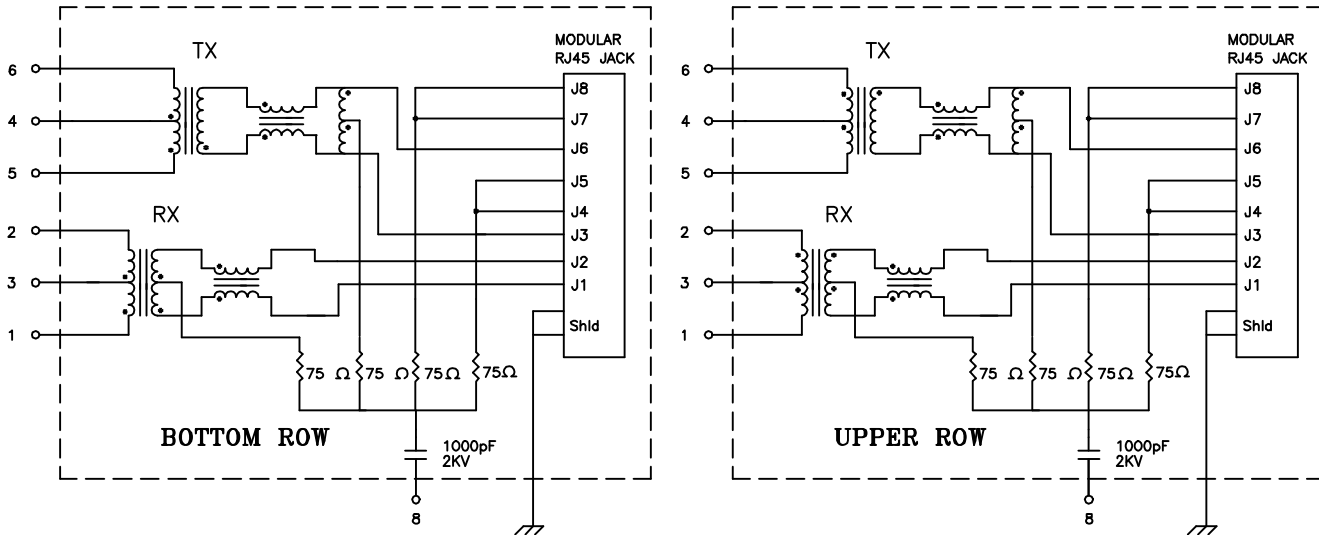 TX
MODULAR
RJ45 JACK
6
J8
J7
4
J6
5
J5
RX
J4
2
J3
J2
3
J1
1
Shld
75 Ω 75 Ω 75Ω 75Ω
BOTTOM ROW
1000pF
2KV
8
TX
MODULAR
RJ45 JACK
6
J8
J7
4
J6
5
J5
RX
J4
2
J3
J2
3
J1
1
Shld
75 Ω 75 Ω 75Ω 75Ω
UPPER ROW
1000pF
2KV
8